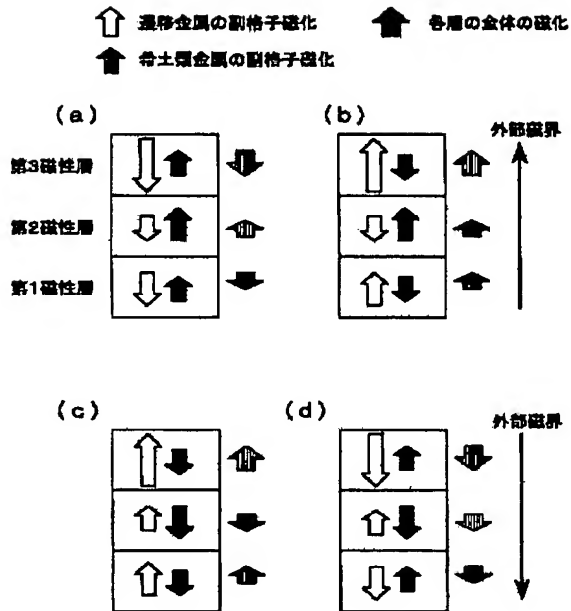 遷移金属の副格子磁化
各層の全体の磁化
希土類金属の副格子磁化
(a)
(b)
外部磁界
第3磁性層
第2磁性層
第1磁性層
(c)
(d)
外部磁界